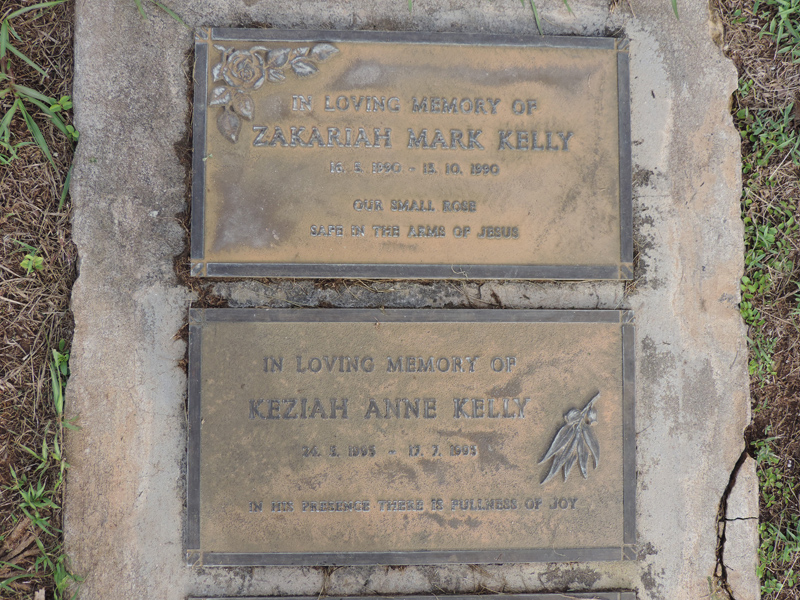 IN LOVING MEMORY OF
ZAKARIAH MARK KELLY
16. 5. 1990 - 15. 10. 1990
OUR SMALL ROSE
SAFE IN THE ARMS OF JESUS
IN LOVING MEMORY OF
KEZIAH ANNE KELLY
26. 5. 1995 - 17. 7. 1995
IN HIS PRESENCE THERE IS FULLNESS OF JOY